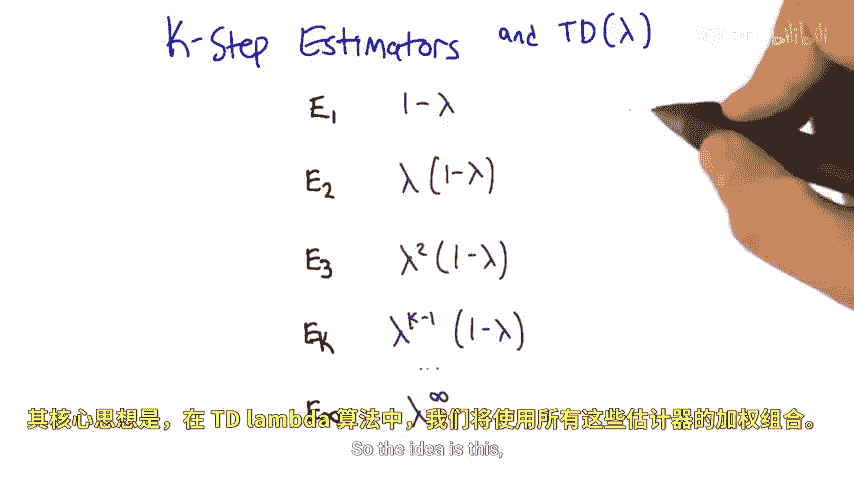 K-Step Estimators and TD(λ)
E₁ 1-λ
E₂ λ(1-λ)
E₃ λ²(1-λ)
Eₖ λᴷ⁻¹ (1-λ)
...
E∞ λ^∞
其核心思想是，在 TD lambda 算法中，我们将使用所有这些估计器的加权组合。
So the idea is this,